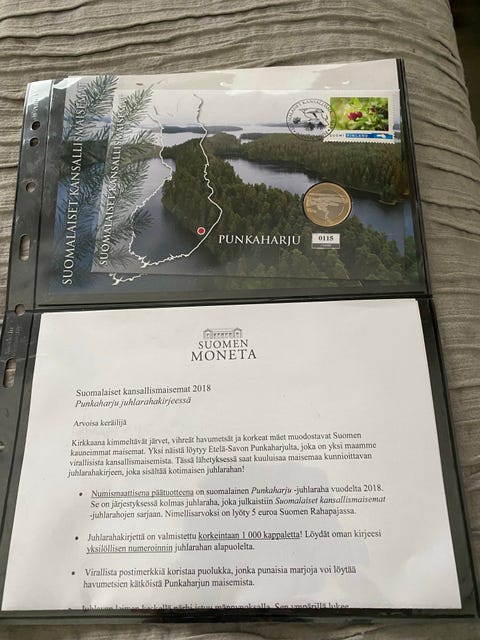 SUOMALAISET KANSALLISMAISEMAT
SUOMALAISET KANSALLISMAISEMAT
SUOMALAISET KANSALLISMAISEMAT
SUOMI FINLAND
PUNKAHARJU
0115
SUOMEN
MONETA
Suomalaiset kansallismaisemat 2018
Punkaharju juhlarahakirjeessä
Arvoisa keräilijä
Kirkkaana kimmeltävät järvet, vihreät havumetsät ja korkeat mäet muodostavat Suomen
kauneimmat maisemat. Yksi näistä löytyy Etelä-Savon Punkaharjulta, joka on yksi maamme
virallisista kansallismaisemista. Tässä lähetyksessä saat kuuluisaa maisemaa kunnioittavan
juhlarahakirjeen, joka sisältää kotimaisen juhlarahan!
• Numismaattisena päätuotteena on suomalainen Punkaharju -juhlaraha vuodelta 2018.
Se on järjestyksessä kolmas juhlaraha, joka julkaistiin Suomalaiset kansallismaisemat
-juhlarahojen sarjaan. Nimellisarvoksi on lyöty 5 euroa Suomen Rahapajassa.
• Juhlarahakirjettä on valmistettu korkeintaan 1 000 kappaletta! Löydät oman kirjeesi
yksilöllisen numeroinnin juhlarahan alapuolelta.
• Virallista postimerkkiä koristaa puolukka, jonka punaisia marjoja voi löytää
havumetsien kätköistä Punkaharjun maisemista.